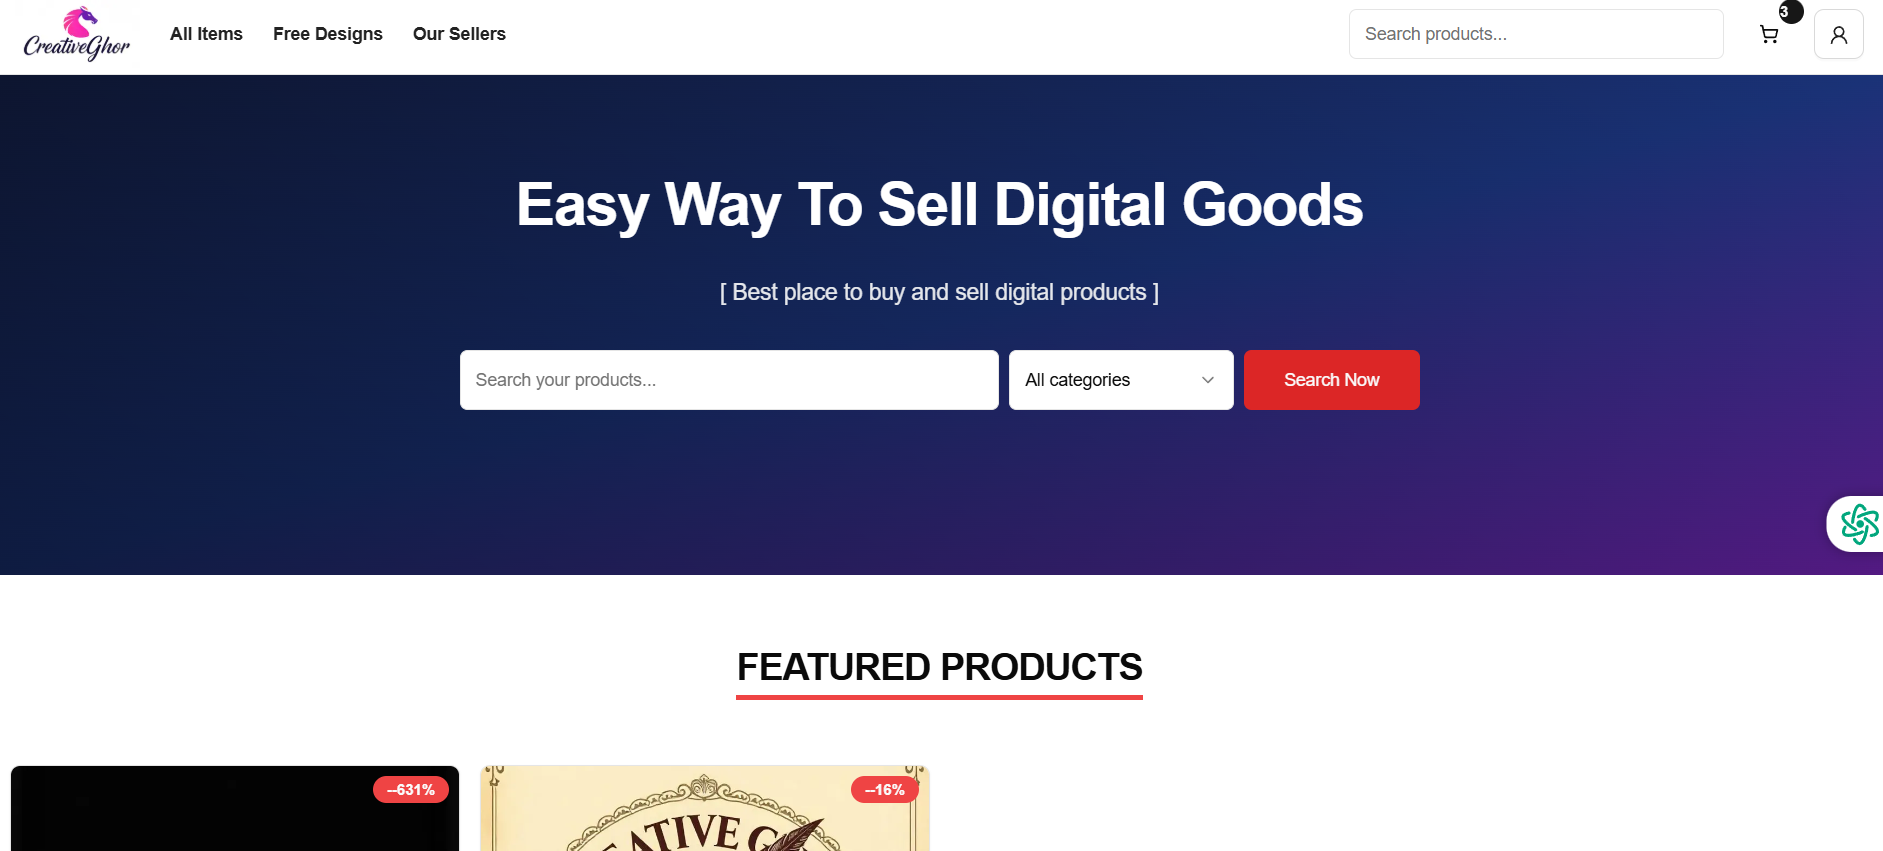 CreativeGhor
All Items
Free Designs
Our Sellers
Search products...
3
Easy Way To Sell Digital Goods
[ Best place to buy and sell digital products ]
Search your products...
All categories
Search Now
FEATURED PRODUCTS
--631%
--16%
EATIVE G